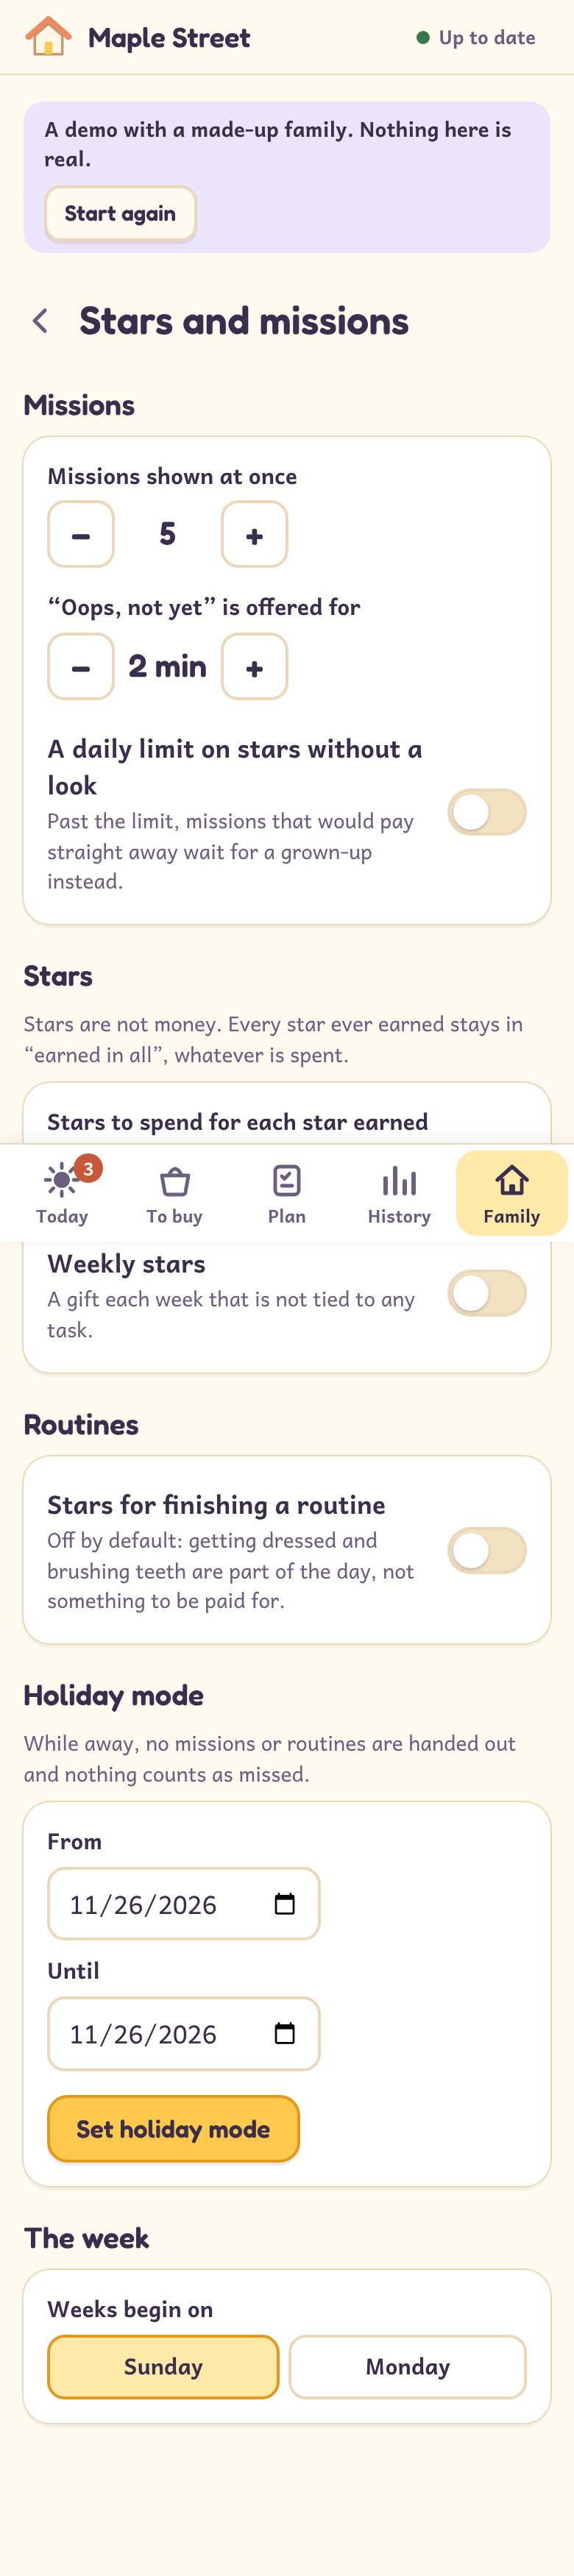 Maple Street
Up to date
A demo with a made-up family. Nothing here is
real.
Start again
Stars and missions
Missions
Missions shown at once
− 5 +
“Oops, not yet” is offered for
− 2 min +
A daily limit on stars without a
look
Past the limit, missions that would pay
straight away wait for a grown-up
instead.
Stars
Stars are not money. Every star ever earned stays in
“earned in all”, whatever is spent.
Stars to spend for each star earned
3
Today
To buy
Plan
History
Family
Weekly stars
A gift each week that is not tied to any
task.
Routines
Stars for finishing a routine
Off by default: getting dressed and
brushing teeth are part of the day, not
something to be paid for.
Holiday mode
While away, no missions or routines are handed out
and nothing counts as missed.
From
11/26/2026
Until
11/26/2026
Set holiday mode
The week
Weeks begin on
Sunday
Monday